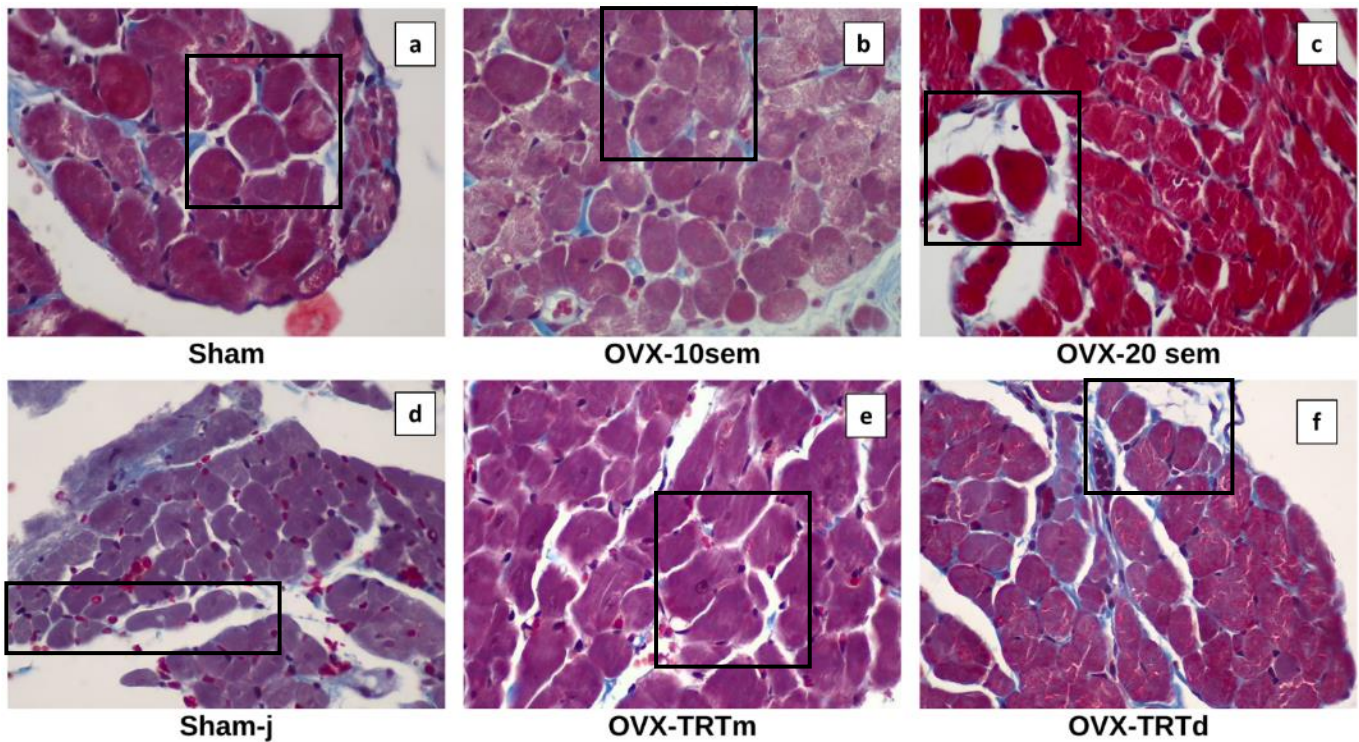 a
b
c
Sham
OVX-10sem
OVX-20 sem
d
e
f
Sham-j
OVX-TRTm
OVX-TRTd